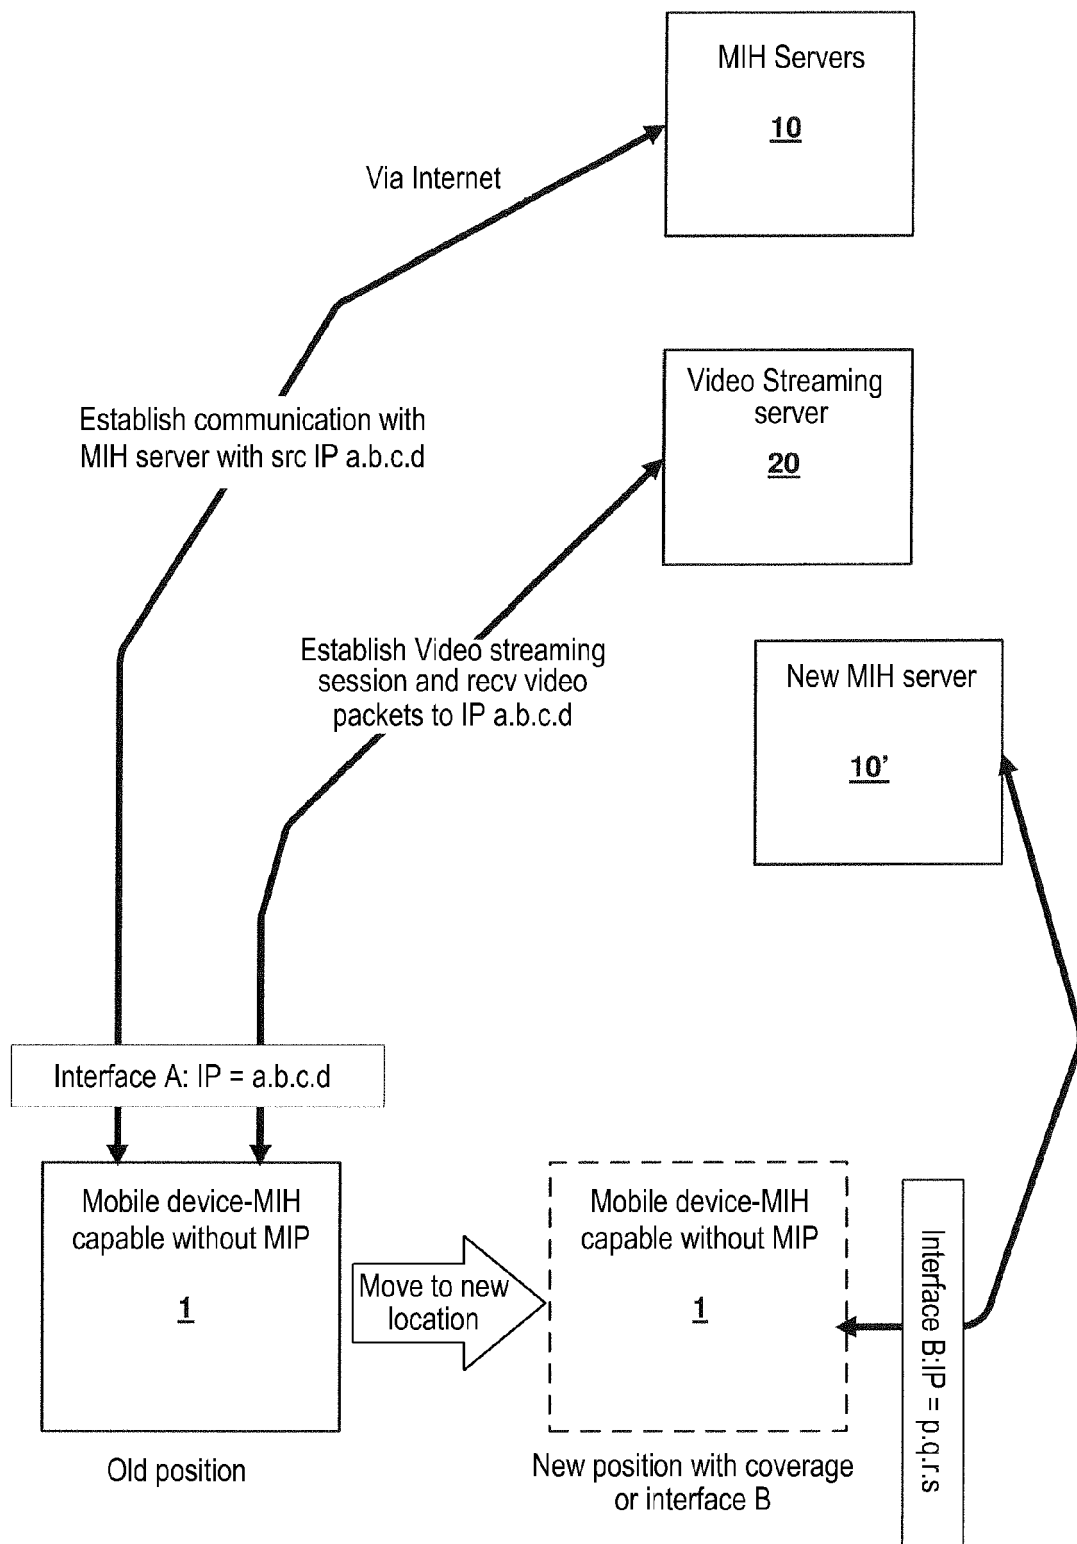 MIH Servers
10
Via Internet
Video Streaming
server
20
Establish communication with
MIH server with src IP a.b.c.d
Establish Video streaming
session and recv video
packets to IP a.b.c.d
New MIH server
10’
Interface A: IP = a.b.c.d
Mobile device-MIH
capable without MIP
1
Move to new
location
Mobile device-MIH
capable without MIP
1
Interface B:IP = p.q.r.s
Old position
New position with coverage
or interface B